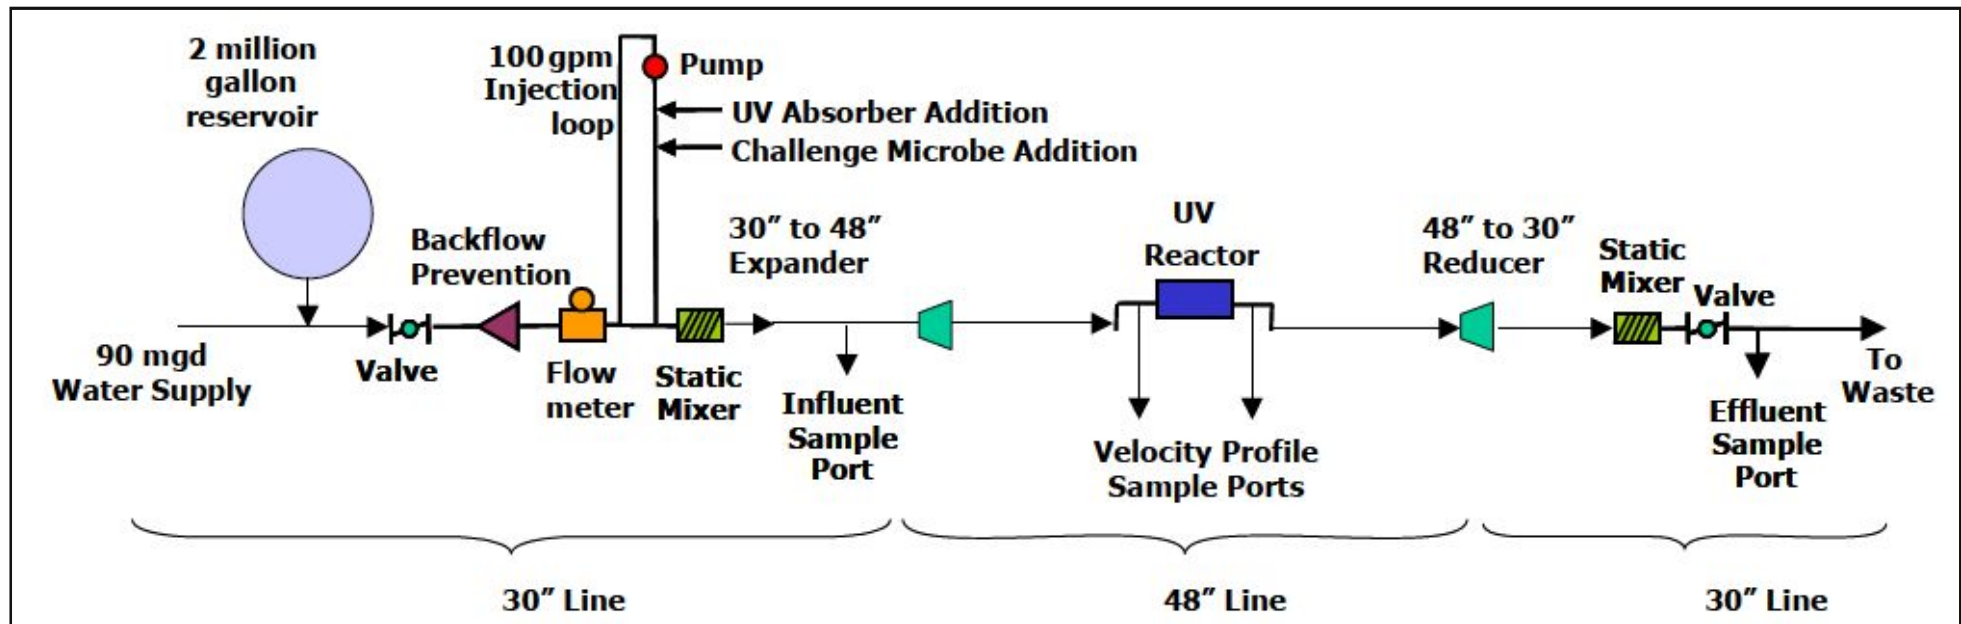 2 million
gallon
reservoir
100 gpm
Injection
loop
Pump
UV Absorber Addition
Challenge Microbe Addition
Backflow
Prevention
30” to 48”
Expander
UV
Reactor
48” to 30”
Reducer
Static
Mixer
Valve
90 mgd
Water Supply
Valve
Flow
meter
Static
Mixer
Influent
Sample
Port
Velocity Profile
Sample Ports
Effluent
Sample
Port
To
Waste
30” Line
48” Line
30” Line